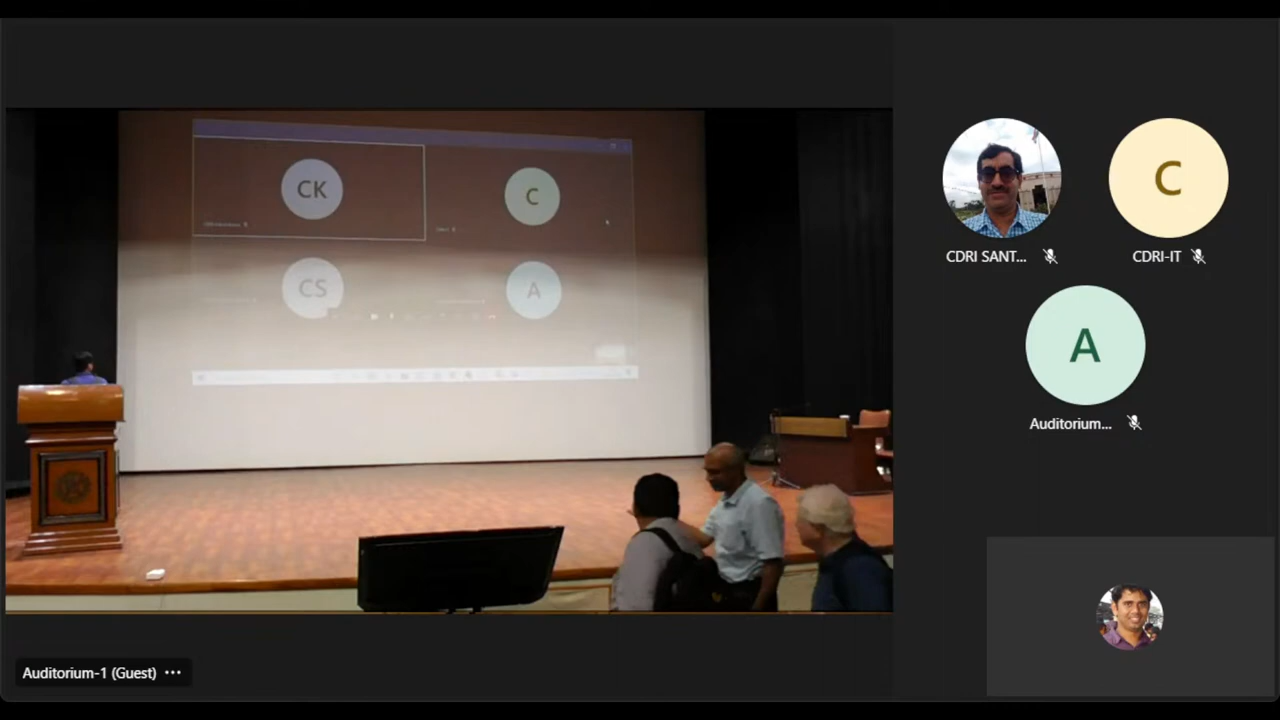 CK
C
CS
A
CDRI SANT...
C
CDRI-IT
A
Auditorium...
Auditorium-1 (Guest)